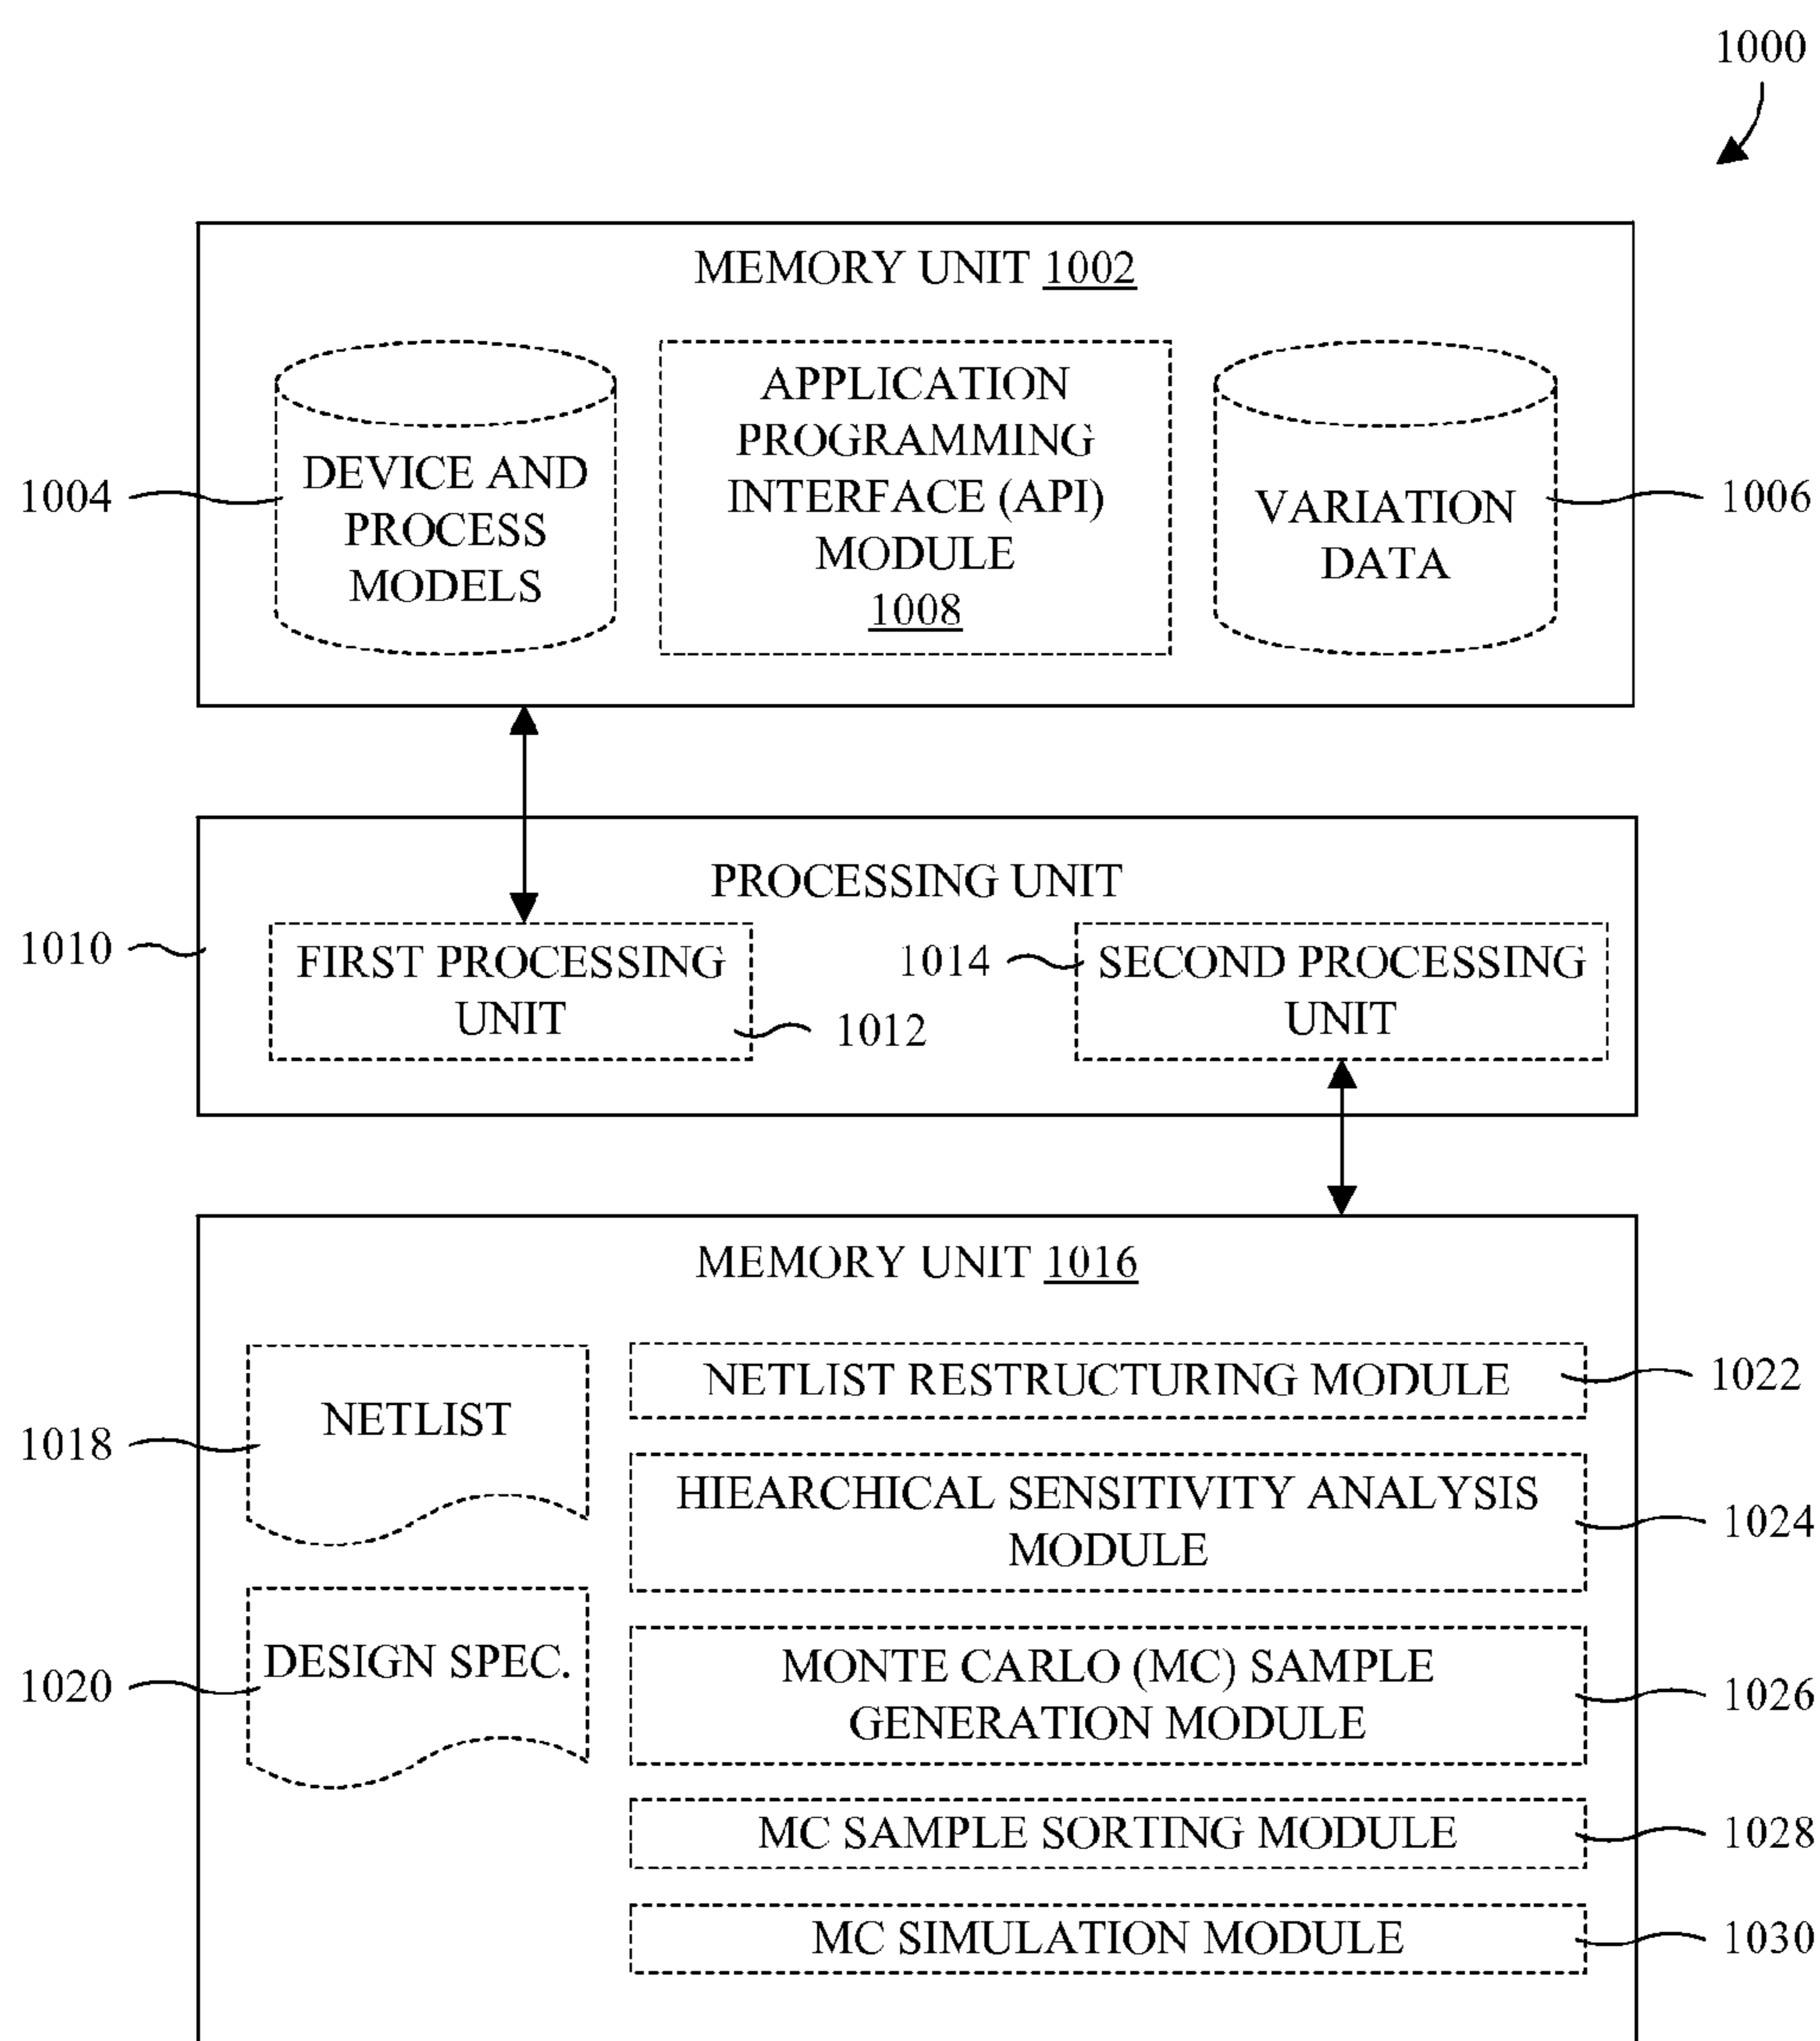 1000
MEMORY UNIT 1002
1004
DEVICE AND
PROCESS
MODELS
APPLICATION
PROGRAMMING
INTERFACE (API)
MODULE
1008
VARIATION
DATA
1006
PROCESSING UNIT
1010
FIRST PROCESSING
UNIT
1012
1014
SECOND PROCESSING
UNIT
MEMORY UNIT 1016
1018
NETLIST
1020
DESIGN SPEC.
NETLIST RESTRUCTURING MODULE
1022
HIEARCHICAL SENSITIVITY ANALYSIS
MODULE
1024
MONTE CARLO (MC) SAMPLE
GENERATION MODULE
1026
MC SAMPLE SORTING MODULE
1028
MC SIMULATION MODULE
1030